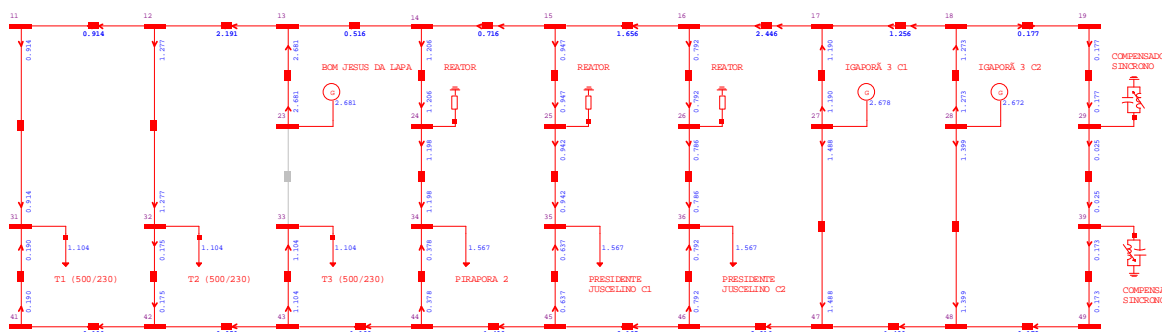 11 12 13 14 15 16 17 18 19
0.914 2.191 0.516 0.716 1.656 2.446 1.256 0.177
0.914 1.277 2.681 1.206 0.947 0.792 1.190 1.273 0.177
BOM JESUS DA LAPA REATOR REATOR REATOR IGAPORÃ 3 C1 IGAPORÃ 3 C2 COMPENSADO
SINCRONO
G G G
2.681 2.678 2.672
2.681 1.206 0.947 0.792 1.190 1.273 0.177
23 24 25 26 27 28 29
1.198 0.942 0.786 1.488 1.399 0.025
0.914 1.277 1.198 0.942 0.786 0.025
31 32 33 34 35 36 39
1.104 1.104 1.104 1.567 1.567 1.567
0.190 0.175 1.104 0.378 0.637 0.792 0.173
T1 (500/230) T2 (500/230) T3 (500/230) PIRAPORA 2 PRESIDENTE
JUSCELINO C1 PRESIDENTE
JUSCELINO C2 COMPENSA
SINCRONO
0.190 0.175 1.104 0.378 0.637 0.792 1.488 1.399 0.173
41 42 43 44 45 46 47 48 49